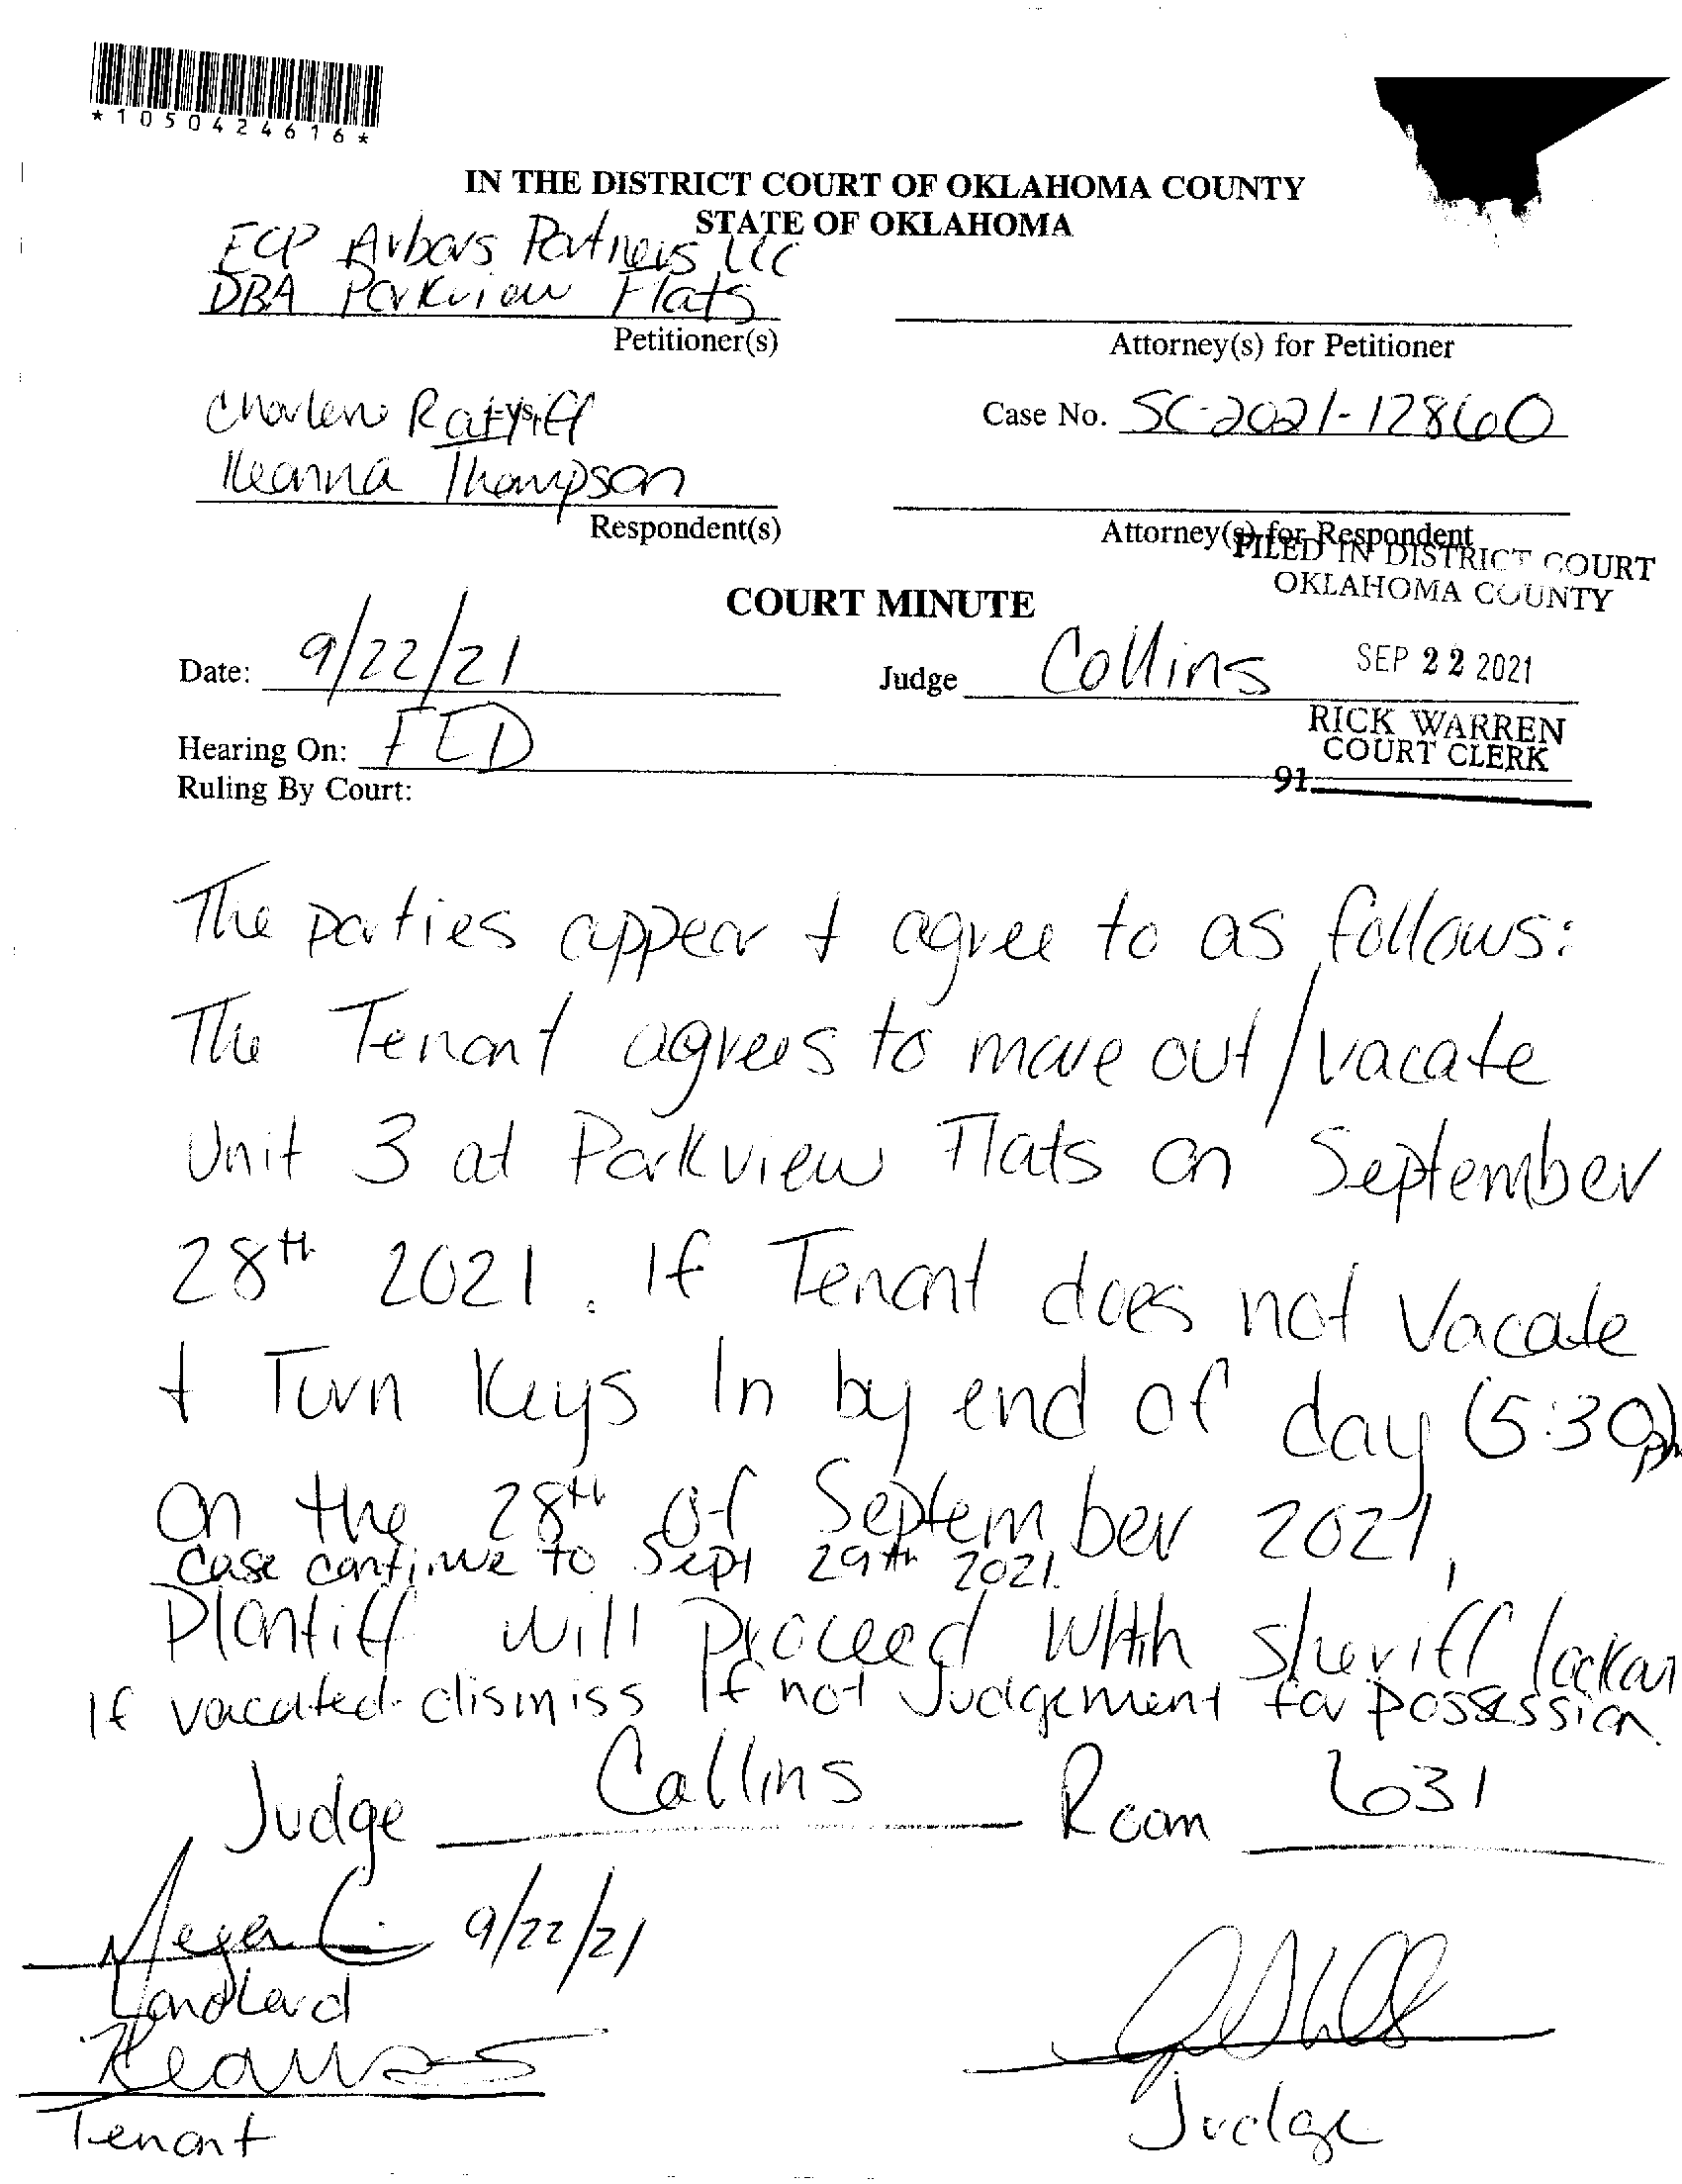 *1050424616*
IN THE DISTRICT COURT OF OKLAHOMA COUNTY
STATE OF OKLAHOMA
ECP Arbors Partners LLC
DBA Parkview Flats
Petitioner(s)
Attorney(s) for Petitioner
Charlene Ratliff
vs.
Case No. SC-2021-12860
Keanna Thompson
Respondent(s)
Attorney(s) for Respondent
FILED IN DISTRICT COURT
OKLAHOMA COUNTY
COURT MINUTE
Date: 9/22/21
Judge Collins
SEP 22 2021
RICK WARREN
COURT CLERK
Hearing On: FED
91
Ruling By Court:
The parties appear + agree to as follows:
The Tenant agrees to move out/vacate
Unit 3 at Parkview Flats on September
28th 2021. If Tenant does not Vacate
+ Turn Keys In by end of day (5:30pm)
on the 28th of September 2021,
case continue to Sept 29th 2021.
Plantiff will Proceed With sheriff lockout
If vacated dismiss If not Judgement for possession.
Judge Collins Room 631
9/22/21
Landlord
Tenant
Judge